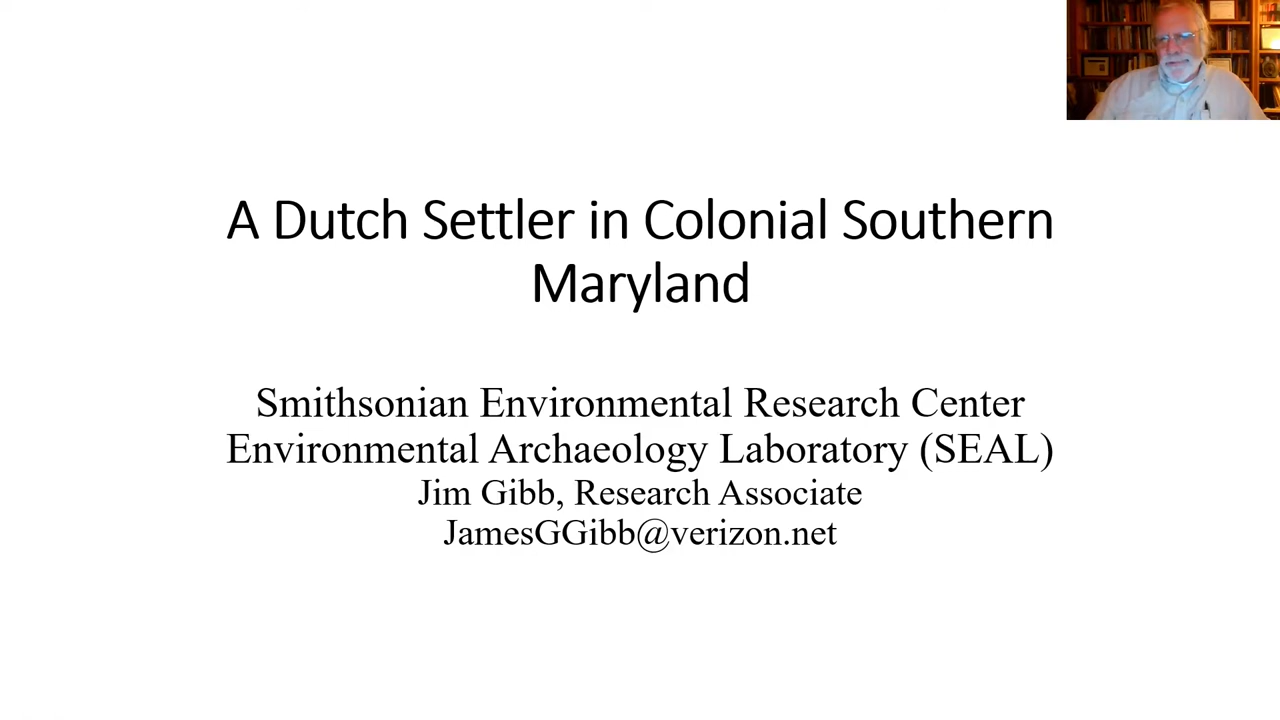 A Dutch Settler in Colonial Southern
Maryland
Smithsonian Environmental Research Center
Environmental Archaeology Laboratory (SEAL)
Jim Gibb, Research Associate
JamesGGibb@verizon.net